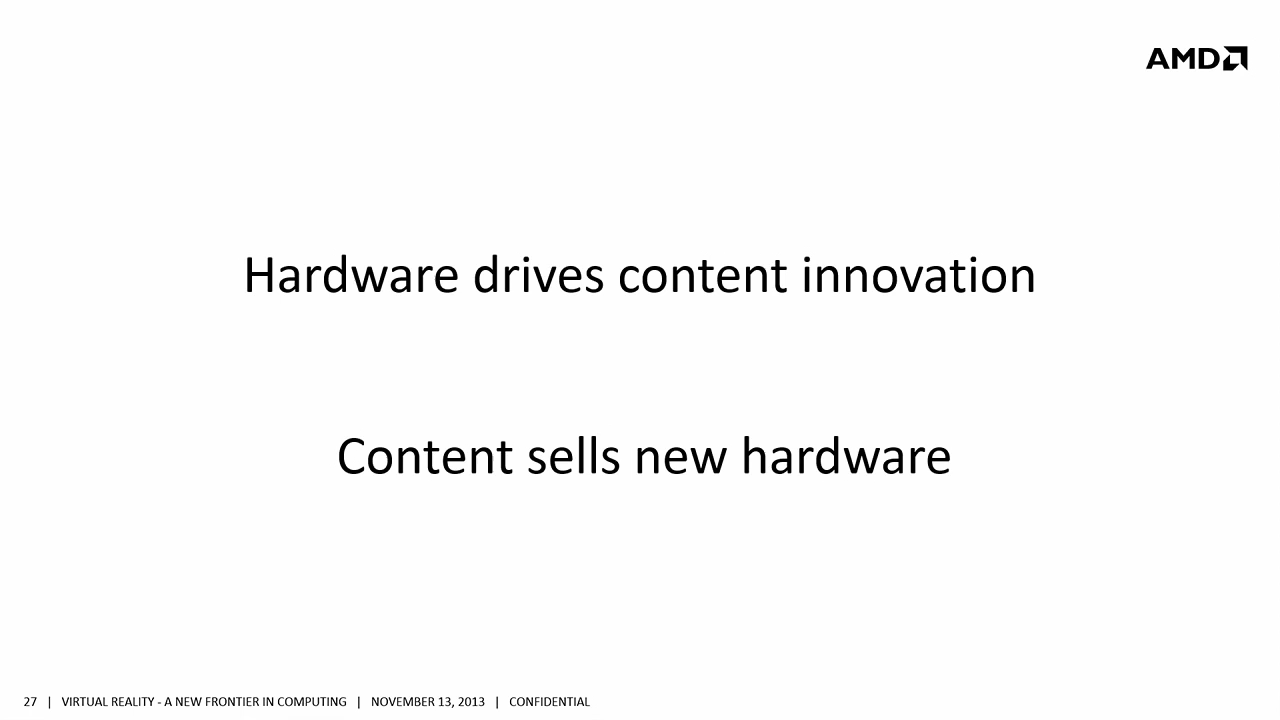 AMD
Hardware drives content innovation
Content sells new hardware
27 | VIRTUAL REALITY - A NEW FRONTIER IN COMPUTING | NOVEMBER 13, 2013 | CONFIDENTIAL